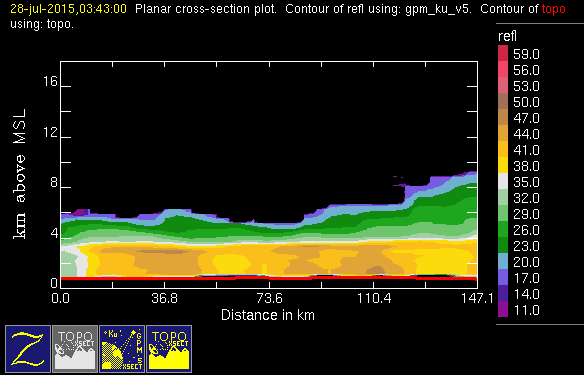 28-jul-2015,03:43:00 Planar cross-section plot. Contour of refl using: gpm_ku_v5. Contour of topo
using: topo.
refl
59.0
56.0
53.0
50.0
47.0
44.0
41.0
38.0
35.0
32.0
29.0
26.0
23.0
20.0
17.0
14.0
11.0
km above MSL
16
12
8
4
0
0.0 36.8 73.6 110.4 147.1
Distance in km
Z
TOPO XSECT
"Ku" GPM'S XSECT
TOPO XSECT